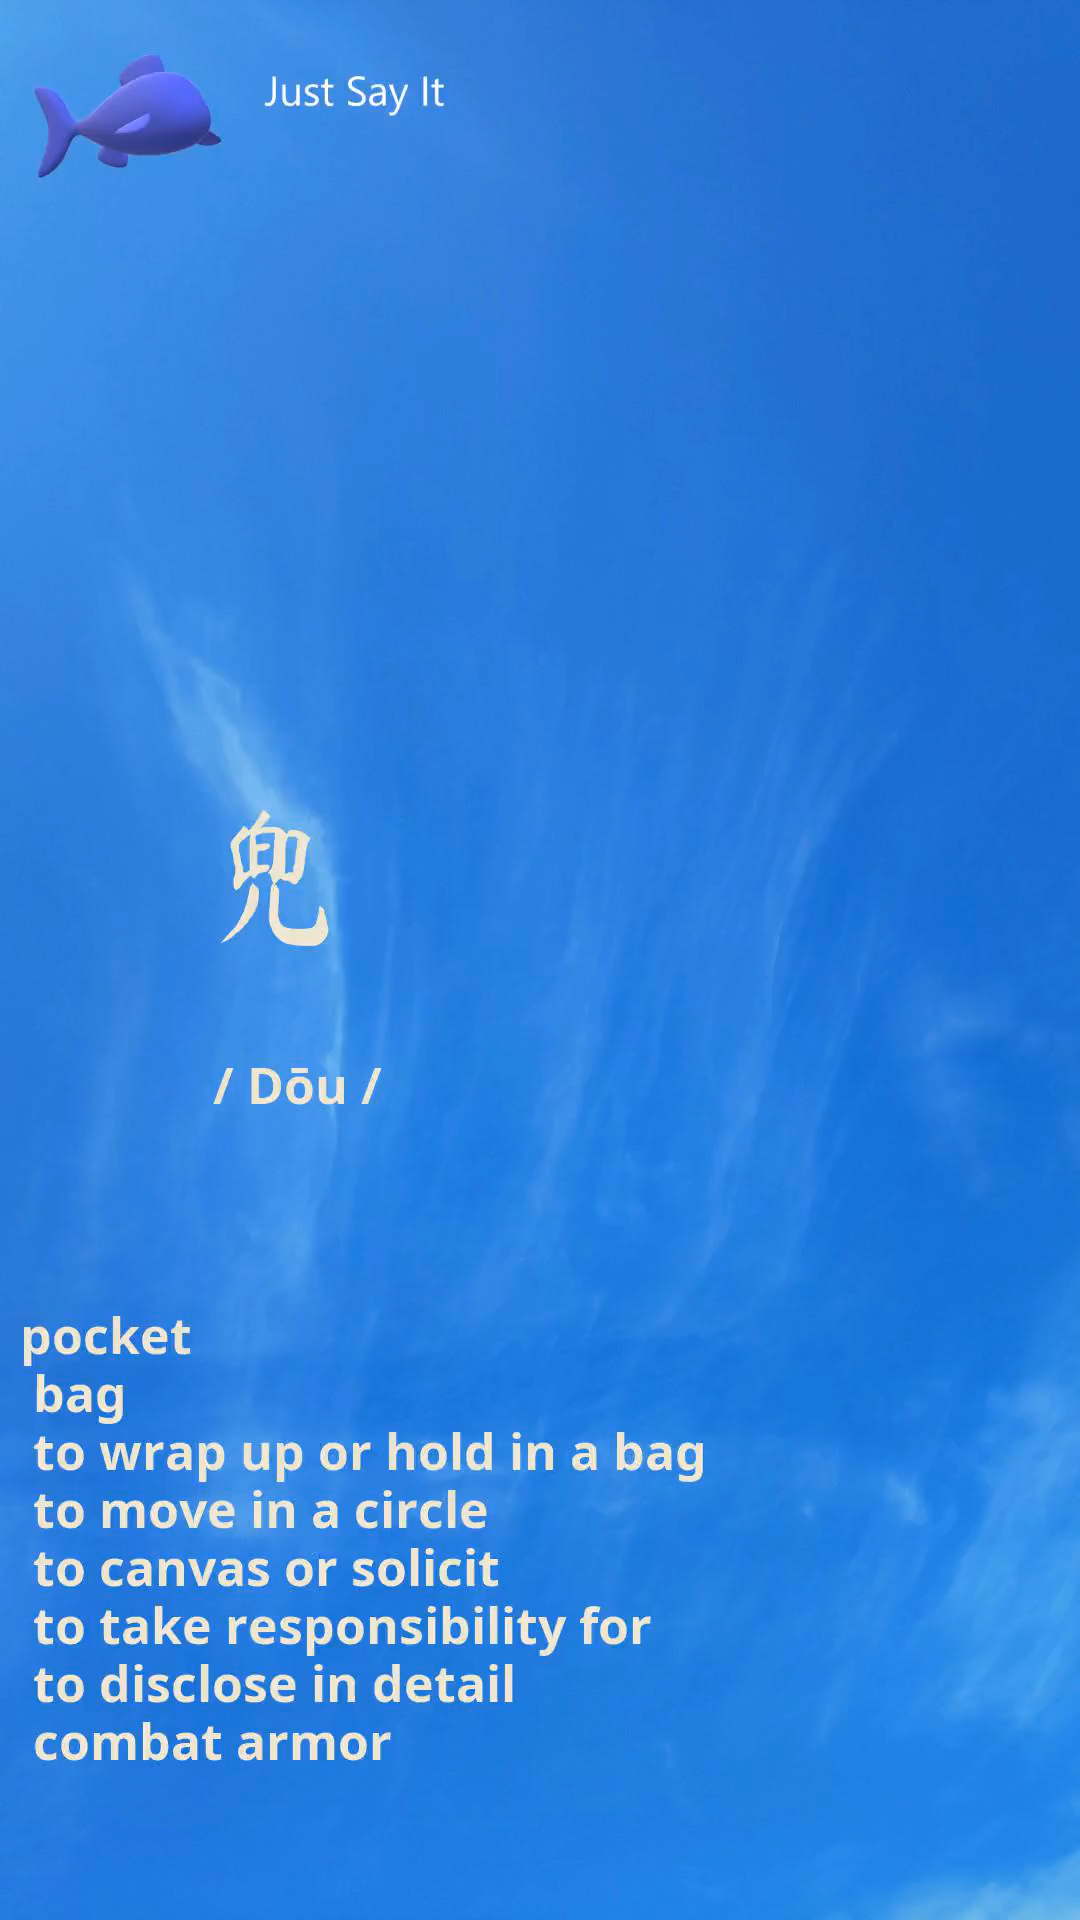 Just Say It
兜
/ Dōu /
pocket
bag
to wrap up or hold in a bag
to move in a circle
to canvas or solicit
to take responsibility for
to disclose in detail
combat armor